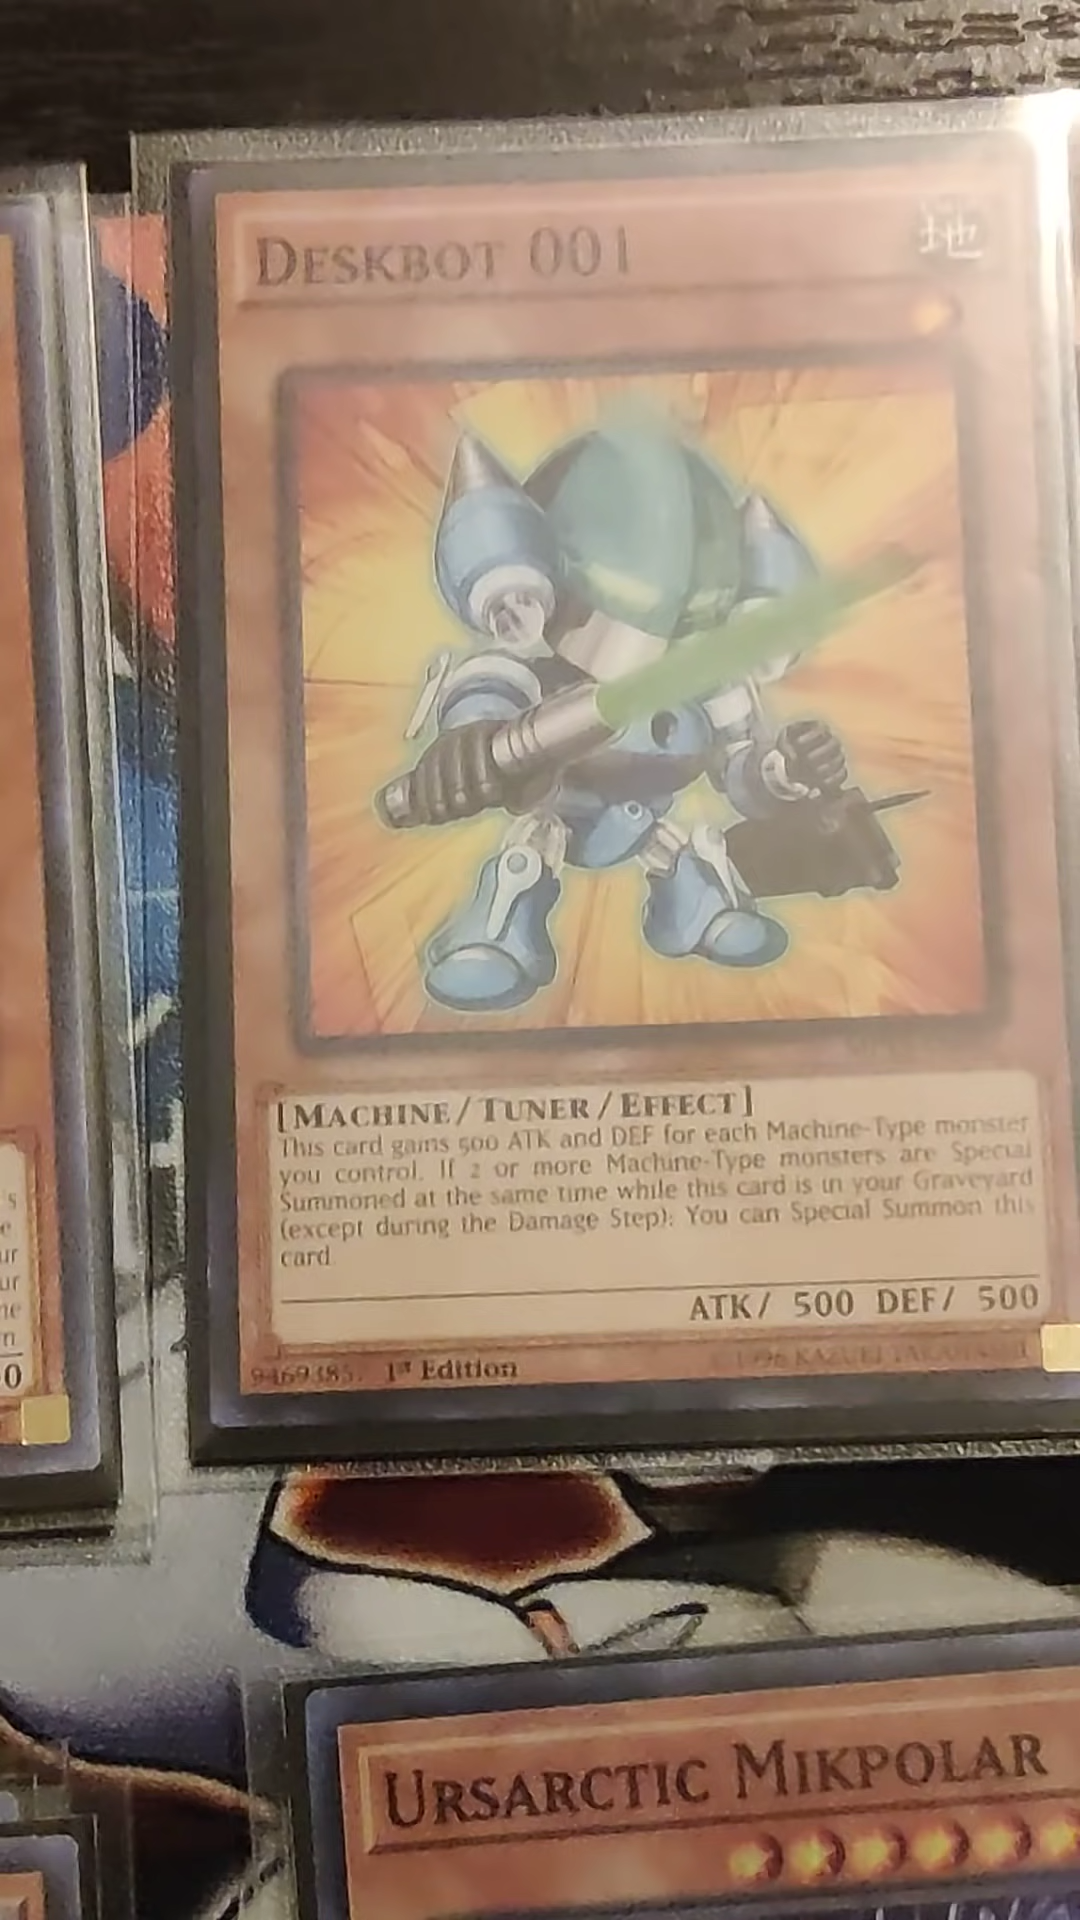 DESKBOT 001
地
[MACHINE/TUNER/EFFECT]
This card gains 500 ATK and DEF for each Machine-Type monster
you control. If 2 or more Machine-Type monsters are Special
Summoned at the same time while this card is in your Graveyard
(except during the Damage Step): You can Special Summon this
card
ATK/ 500 DEF/ 500
1st Edition
©1996 KAZUKI TAKAHASHI
URSARCTIC MIKPOLAR